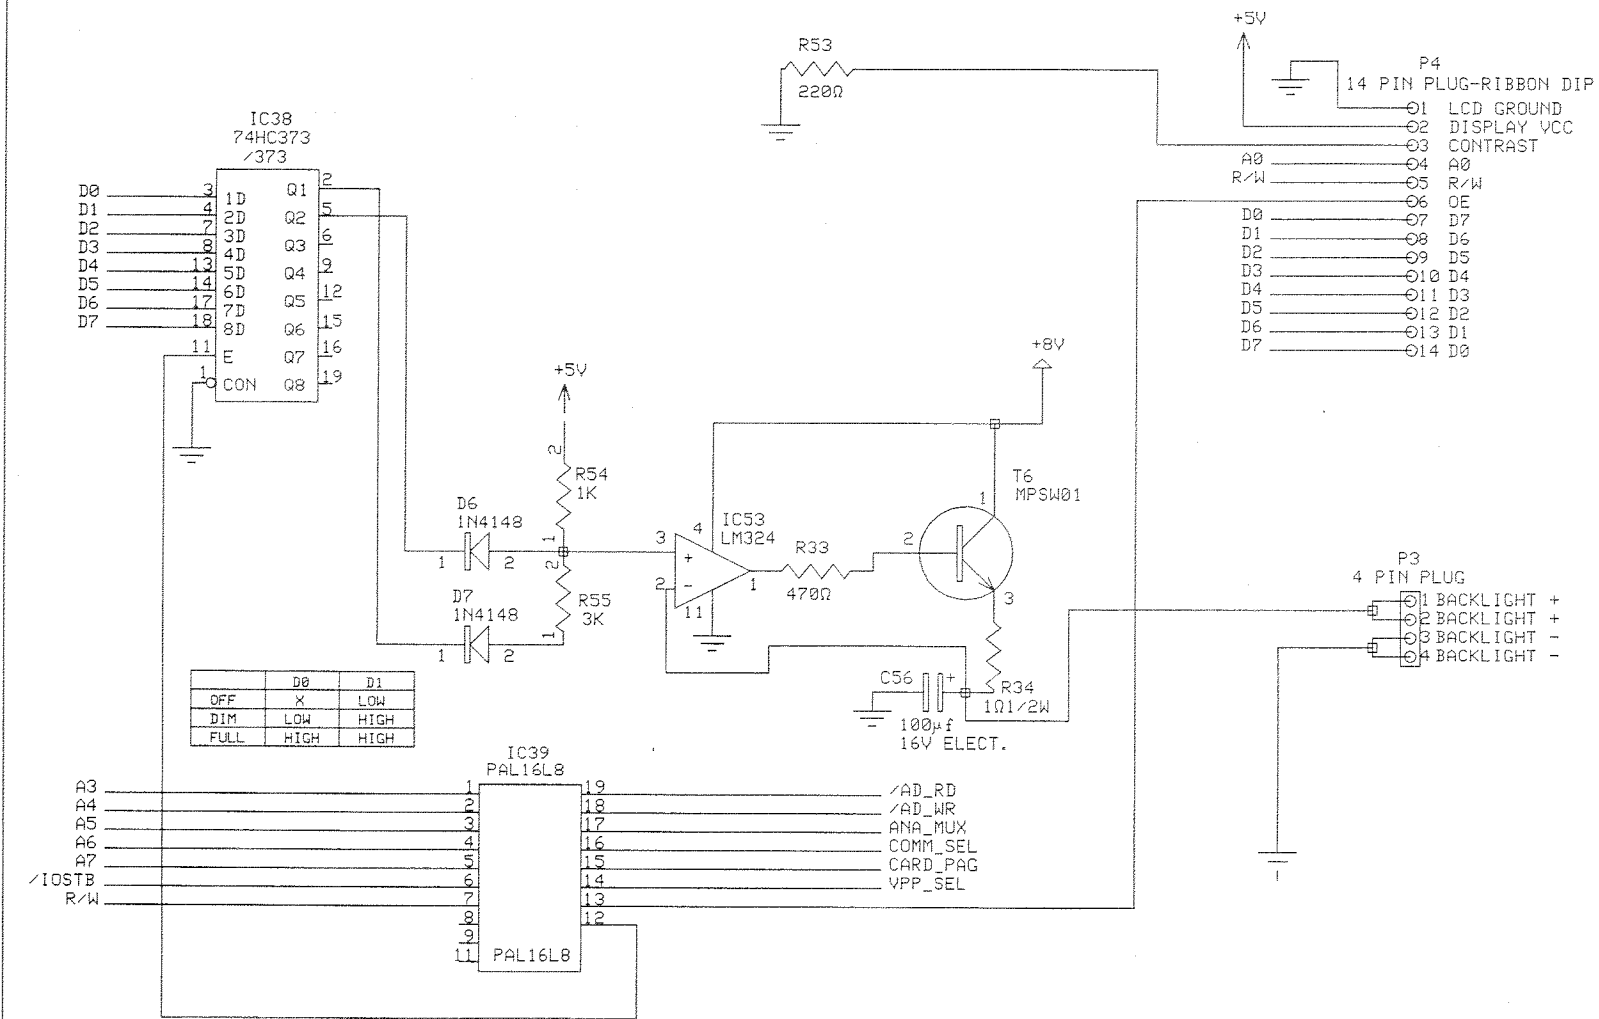 +5V
R53
220Ω
P4
14 PIN PLUG-RIBBON DIP
1 LCD GROUND
2 DISPLAY VCC
3 CONTRAST
A0 4 A0
R/W 5 R/W
6 OE
D0 7 D7
D1 8 D6
D2 9 D5
D3 10 D4
D4 11 D3
D5 12 D2
D6 13 D1
D7 14 D0
IC38
74HC373
/373
D0 3 1D Q1 2
D1 4 2D Q2 5
D2 7 3D Q3 6
D3 8 4D Q4 9
D4 13 5D Q5 12
D5 14 6D Q6 15
D6 17 7D Q7 16
D7 18 8D Q8 19
11 E
1 CON
+5V
2
R54
1K
1
D6
1N4148
1 2
2
R55
3K
1
D7
1N4148
1 2
+8V
IC53
LM324
3 + 4
2 - 11
1
R33
470Ω
T6
MPSW01
1
2
3
R34
1Ω1/2W
C56 +
100µf
16V ELECT.
P3
4 PIN PLUG
1 BACKLIGHT +
2 BACKLIGHT +
3 BACKLIGHT -
4 BACKLIGHT -
D0 D1
OFF X LOW
DIM LOW HIGH
FULL HIGH HIGH
IC39
PAL16L8
A3 1 19 /AD_RD
A4 2 18 /AD_WR
A5 3 17 ANA_MUX
A6 4 16 COMM_SEL
A7 5 15 CARD_PAG
/IOSTB 6 14 VPP_SEL
R/W 7 13
8 12
9
11 PAL16L8